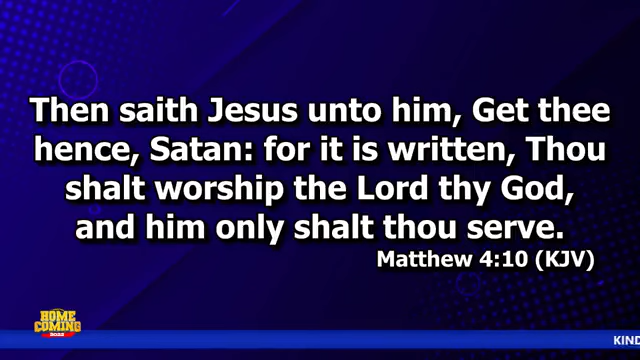 Then saith Jesus unto him, Get thee
hence, Satan: for it is written, Thou
shalt worship the Lord thy God,
and him only shalt thou serve.
Matthew 4:10 (KJV)
HOME
COMING
2022
KIND